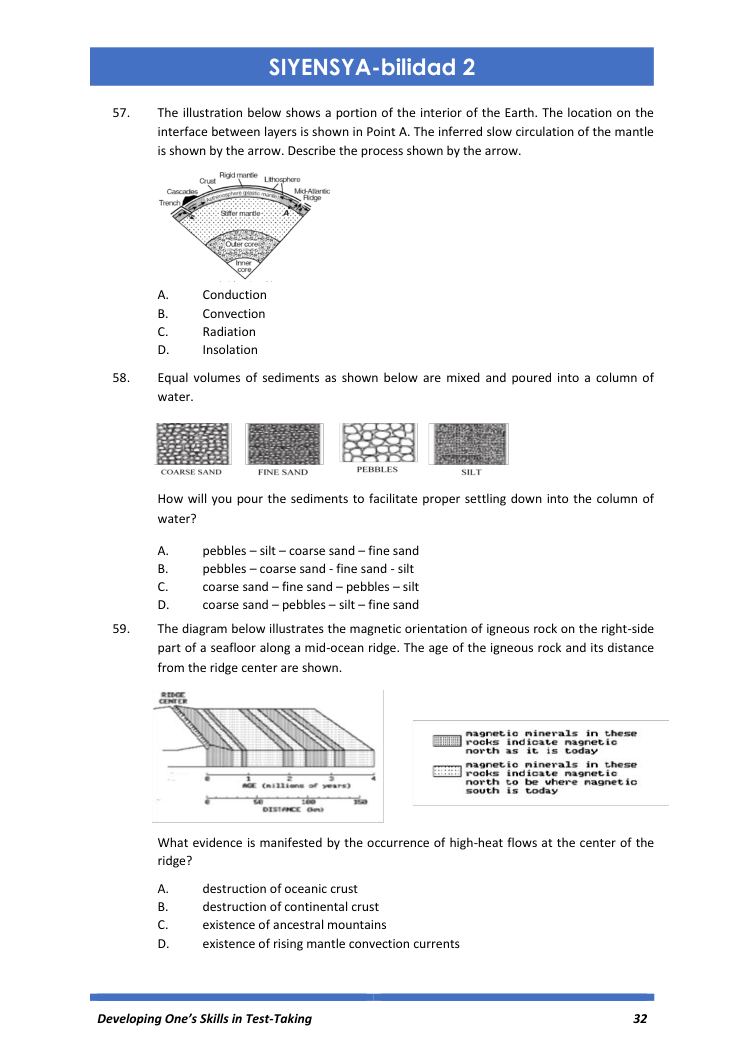 SIYENSYA-bilidad 2
57. The illustration below shows a portion of the interior of the Earth. The location on the
interface between layers is shown in Point A. The inferred slow circulation of the mantle
is shown by the arrow. Describe the process shown by the arrow.
Rigid mantle
Crust Lithosphere
Cascades Mid-Atlantic
Trench Ridge
Asthenosphere (plastic mantle)
Stiffer mantle A
Outer core
Inner
core
A. Conduction
B. Convection
C. Radiation
D. Insolation
58. Equal volumes of sediments as shown below are mixed and poured into a column of
water.
COARSE SAND FINE SAND PEBBLES SILT
How will you pour the sediments to facilitate proper settling down into the column of
water?
A. pebbles – silt – coarse sand – fine sand
B. pebbles – coarse sand - fine sand - silt
C. coarse sand – fine sand – pebbles – silt
D. coarse sand – pebbles – silt – fine sand
59. The diagram below illustrates the magnetic orientation of igneous rock on the right-side
part of a seafloor along a mid-ocean ridge. The age of the igneous rock and its distance
from the ridge center are shown.
RIDGE
CENTER
0 1 2 3 4
AGE (millions of years)
0 50 100 150
DISTANCE (km)
magnetic minerals in these
rocks indicate magnetic
north as it is today
magnetic minerals in these
rocks indicate magnetic
north to be where magnetic
south is today
What evidence is manifested by the occurrence of high-heat flows at the center of the
ridge?
A. destruction of oceanic crust
B. destruction of continental crust
C. existence of ancestral mountains
D. existence of rising mantle convection currents
Developing One's Skills in Test-Taking 32